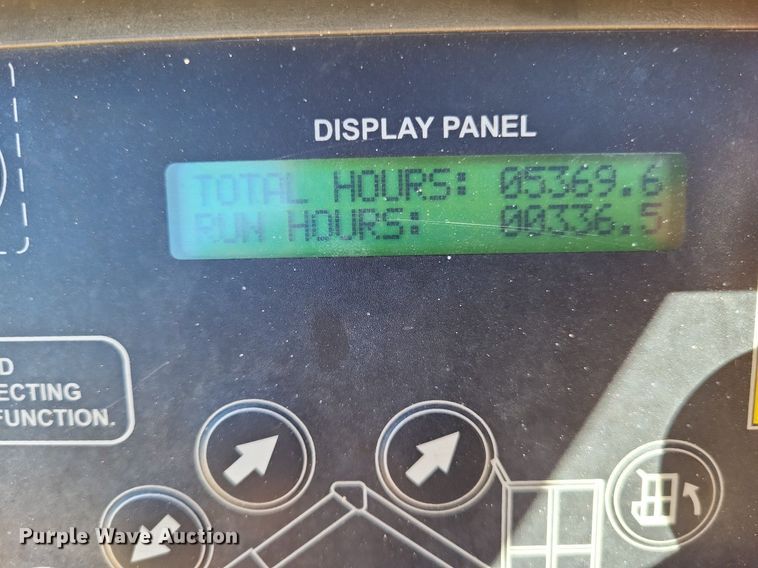 DISPLAY PANEL
TOTAL HOURS: 05369.6
RUN HOURS: 00336.5
D
ECTING
FUNCTION.
Purple Wave Auction